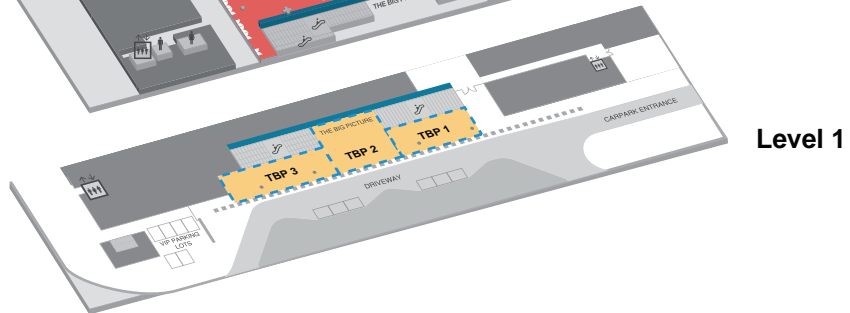 THE BIG
CARPARK ENTRANCE
Level 1
THE BIG PICTURE
TBP 1
TBP 2
TBP 3
DRIVEWAY
VIP PARKING
LOTS